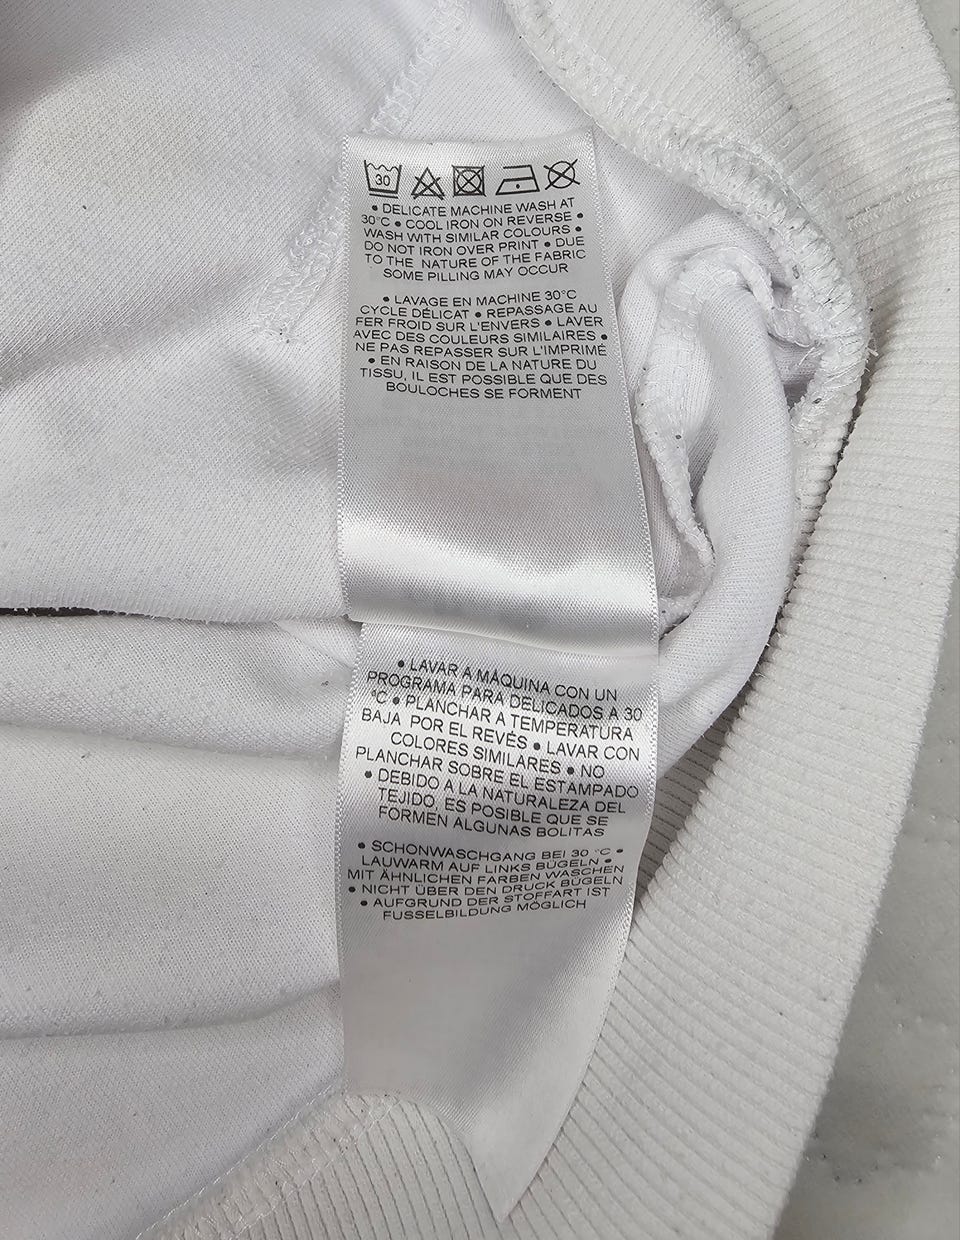 30
• DELICATE MACHINE WASH AT
30°C • COOL IRON ON REVERSE •
WASH WITH SIMILAR COLOURS •
DO NOT IRON OVER PRINT • DUE
TO THE NATURE OF THE FABRIC
SOME PILLING MAY OCCUR
• LAVAGE EN MACHINE 30°C
CYCLE DÉLICAT • REPASSAGE AU
FER FROID SUR L'ENVERS • LAVER
AVEC DES COULEURS SIMILAIRES •
NE PAS REPASSER SUR L'IMPRIMÉ
• EN RAISON DE LA NATURE DU
TISSU, IL EST POSSIBLE QUE DES
BOULOCHES SE FORMENT
• LAVAR A MÁQUINA CON UN
PROGRAMA PARA DELICADOS A 30
°C • PLANCHAR A TEMPERATURA
BAJA POR EL REVÉS • LAVAR CON
COLORES SIMILARES • NO
PLANCHAR SOBRE EL ESTAMPADO
• DEBIDO A LA NATURALEZA DEL
TEJIDO, ES POSIBLE QUE SE
FORMEN ALGUNAS BOLITAS
• SCHONWASCHGANG BEI 30 °C •
LAUWARM AUF LINKS BÜGELN •
MIT ÄHNLICHEN FARBEN WASCHEN
• NICHT ÜBER DEN DRUCK BÜGELN
• AUFGRUND DER STOFFART IST
FUSSELBILDUNG MÖGLICH